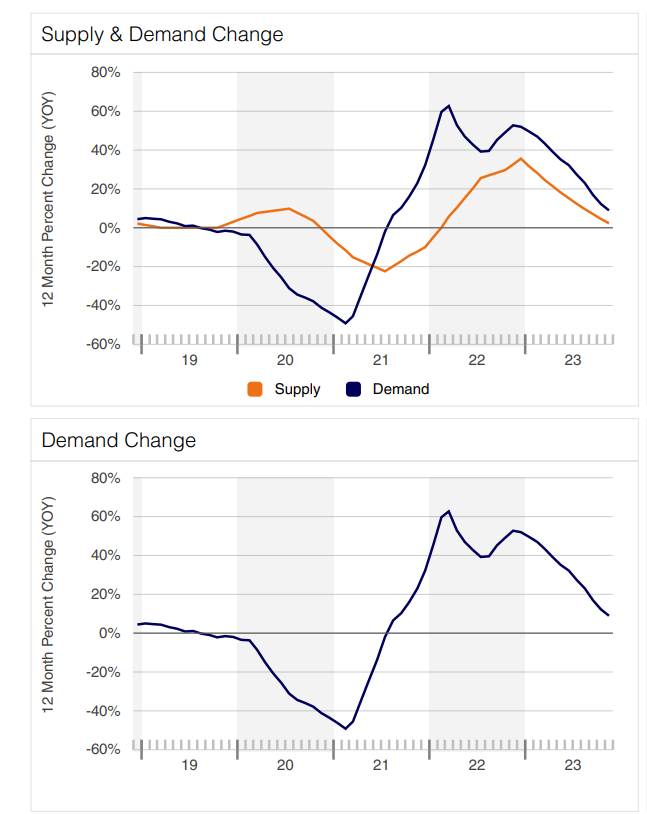 Supply & Demand Change
12 Month Percent Change (YOY)
80%
60%
40%
20%
0%
-20%
-40%
-60%
19 20 21 22 23
Supply Demand
Demand Change
12 Month Percent Change (YOY)
80%
60%
40%
20%
0%
-20%
-40%
-60%
19 20 21 22 23